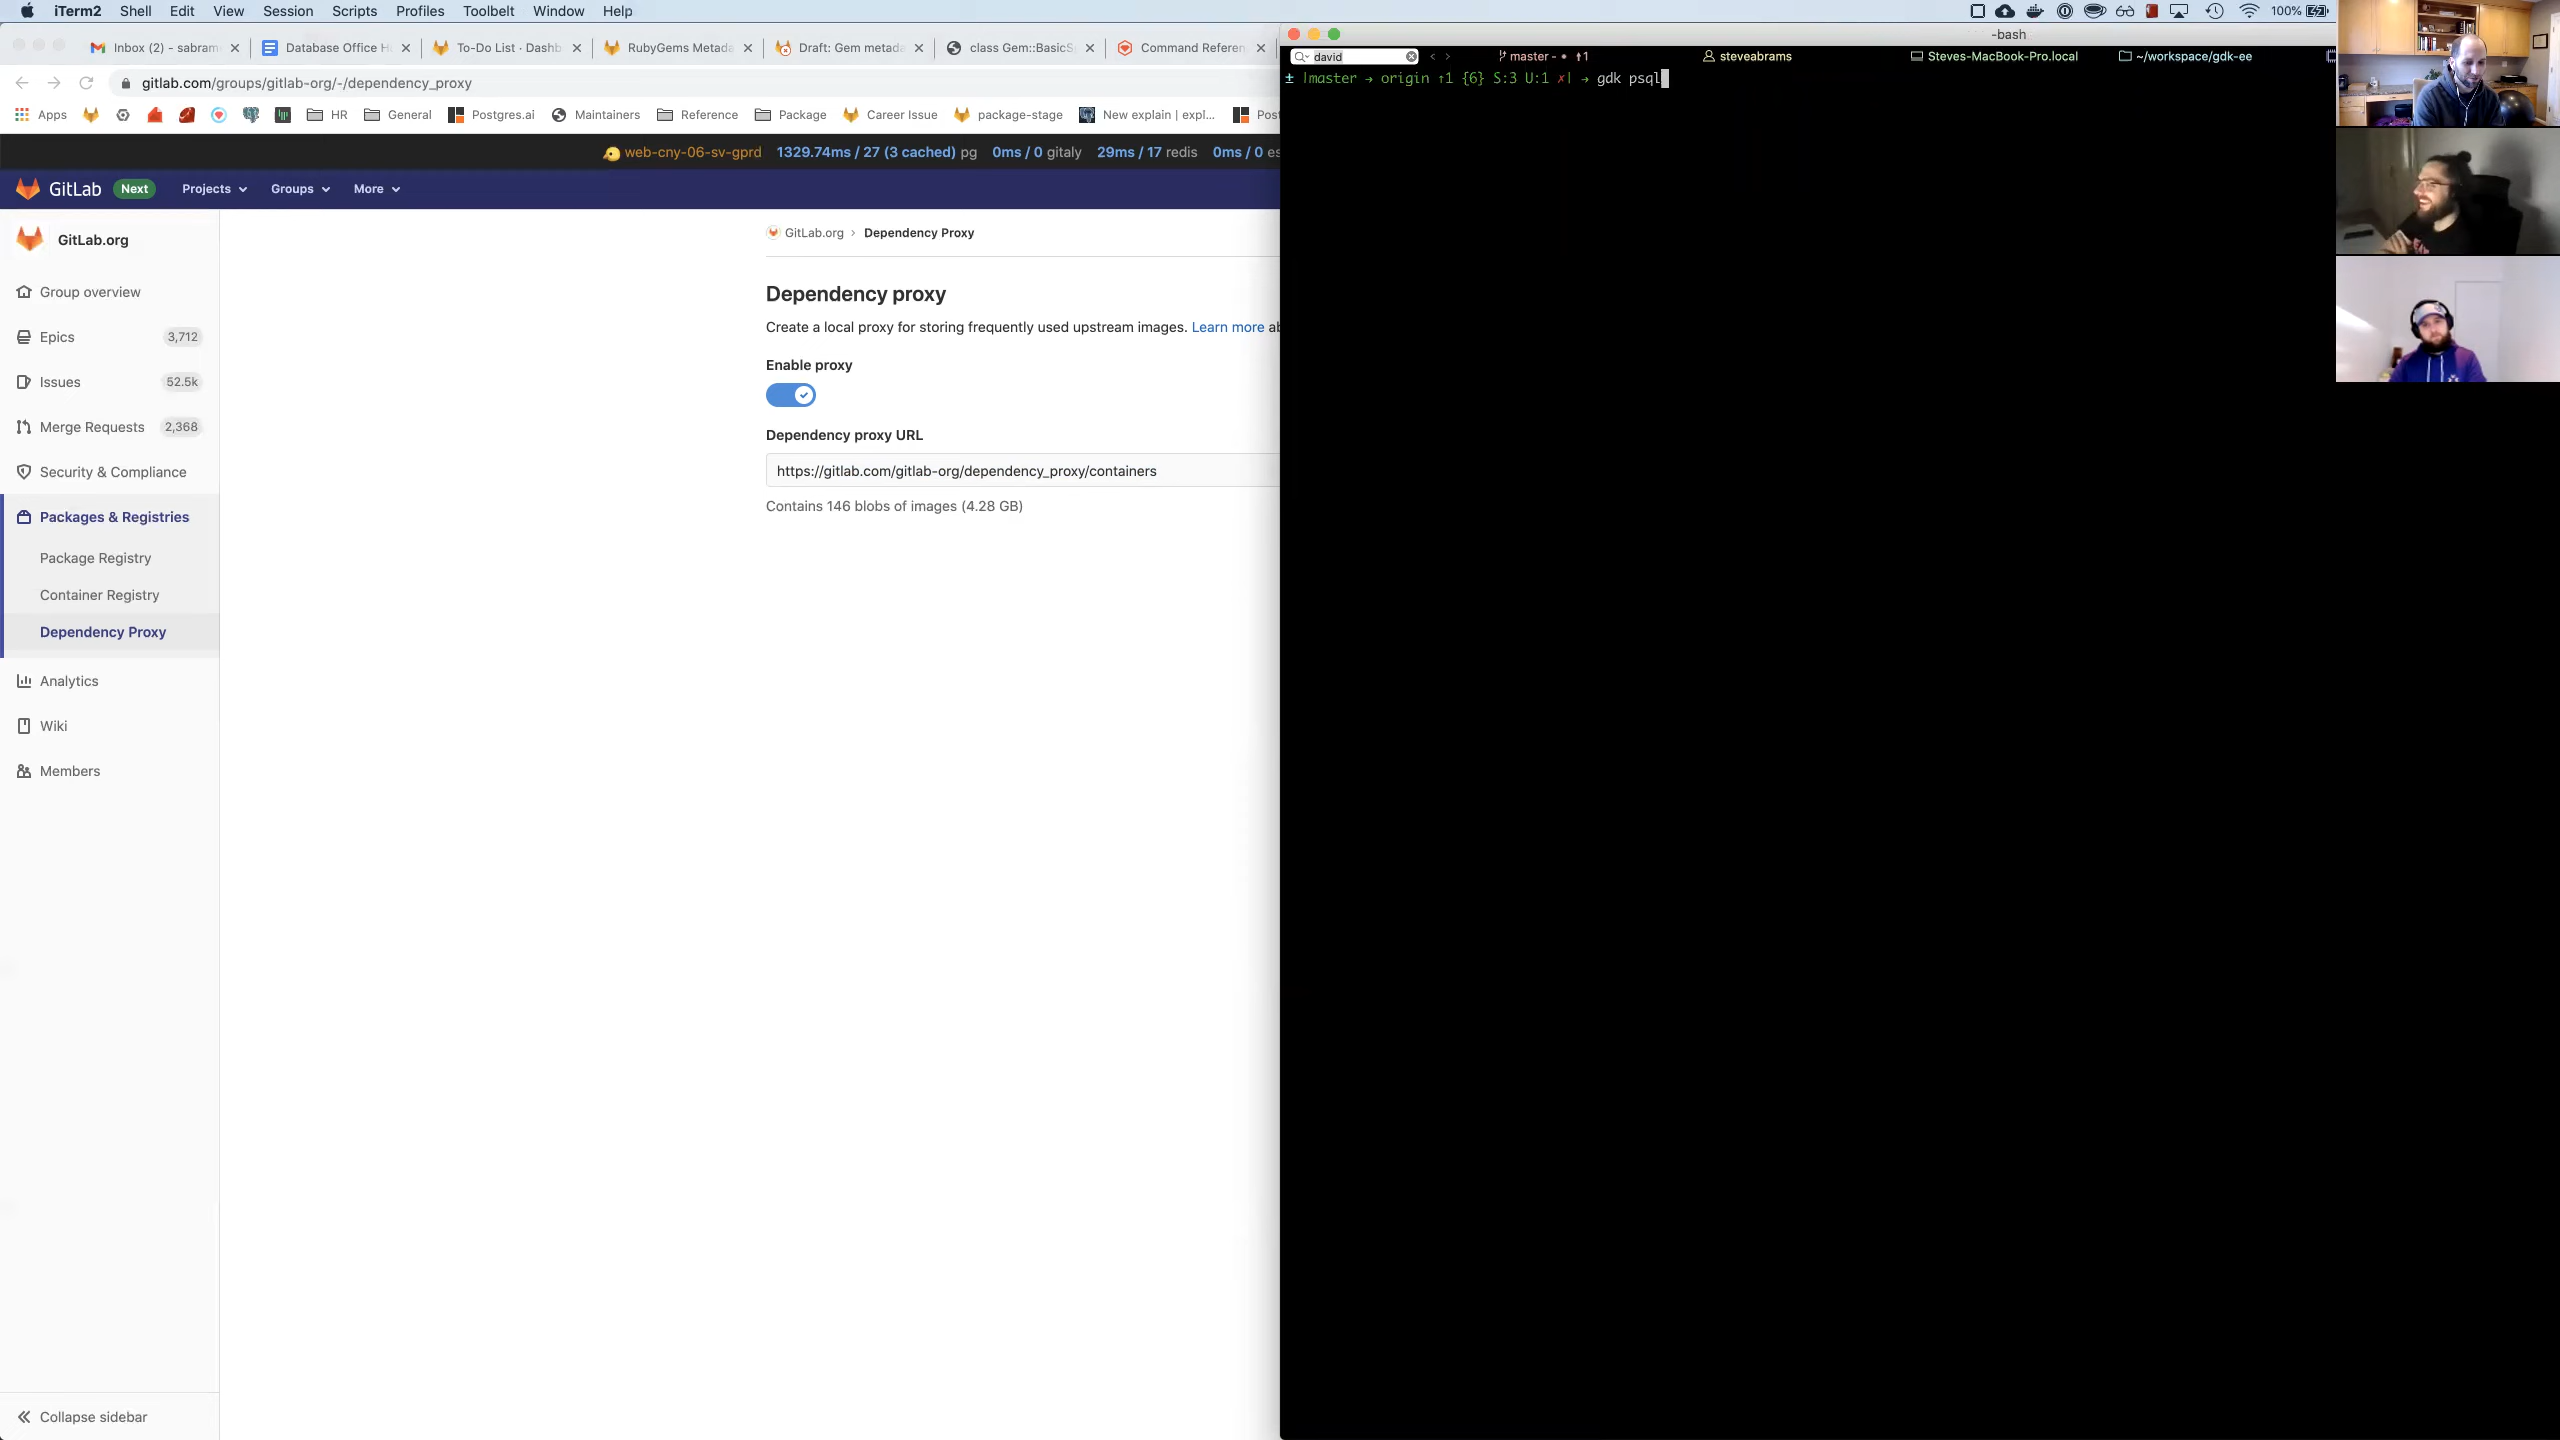 iTerm2 Shell Edit View Session Scripts Profiles Toolbelt Window Help 100%
Inbox (2) - sabram Database Office H To-Do List · Dashb RubyGems Metada Draft: Gem metada class Gem::BasicS Command Referen
gitlab.com/groups/gitlab-org/-/dependency_proxy
Apps HR General Postgres.ai Maintainers Reference Package Career Issue package-stage New explain | expl... Post
web-cny-06-sv-gprd 1329.74ms / 27 (3 cached) pg 0ms / 0 gitaly 29ms / 17 redis 0ms / 0 es
GitLab Next Projects Groups More
GitLab.org
Group overview
Epics 3,712
Issues 52.5k
Merge Requests 2,368
Security & Compliance
Packages & Registries
Package Registry
Container Registry
Dependency Proxy
Analytics
Wiki
Members
Collapse sidebar
GitLab.org › Dependency Proxy
Dependency proxy
Create a local proxy for storing frequently used upstream images. Learn more ab
Enable proxy
Dependency proxy URL
https://gitlab.com/gitlab-org/dependency_proxy/containers
Contains 146 blobs of images (4.28 GB)
-bash
david master - • ↑1 steveabrams Steves-MacBook-Pro.local ~/workspace/gdk-ee
± |master → origin ↑1 {6} S:3 U:1 ✗| → gdk psql